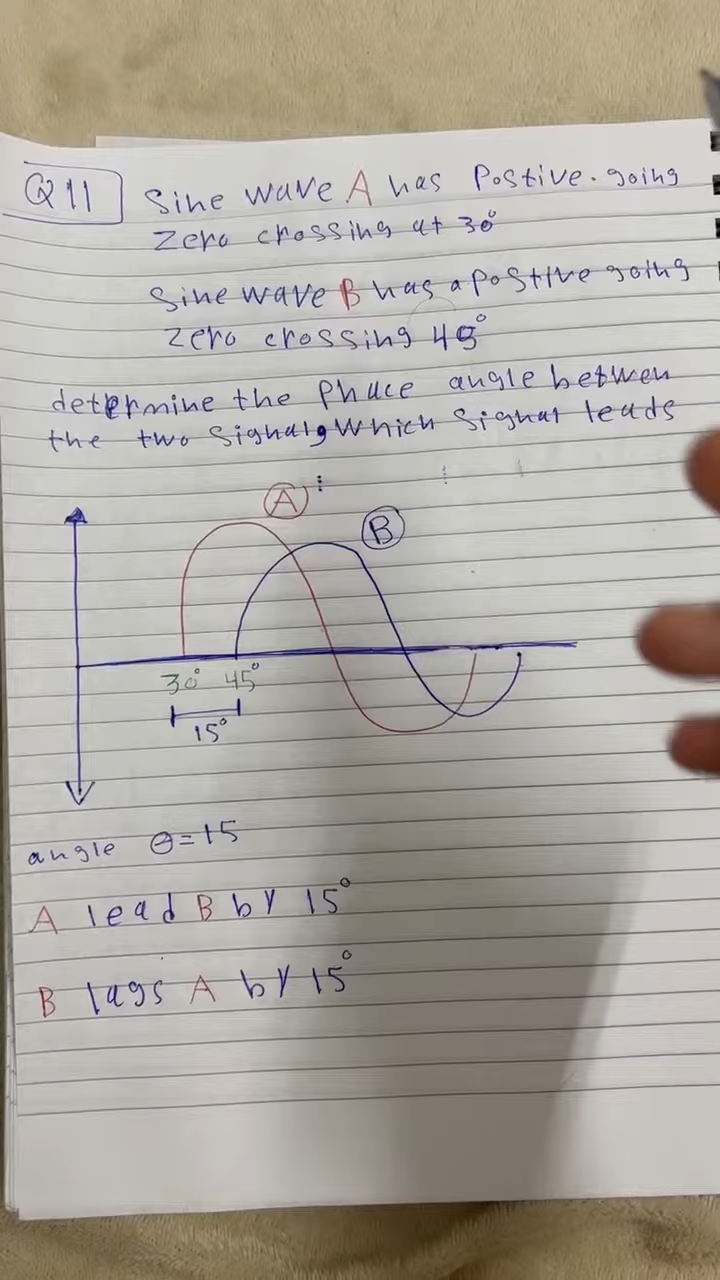 Q11
Sine wave A has Postive-going
Zero crossing at 30°
Sine wave B has a postive going
Zero crossing 45°
determine the Phace angle betwen
the two signal, Which Signal leads
A
B
30° 45°
15°
angle θ=15
A lead B by 15°
B lags A by 15°